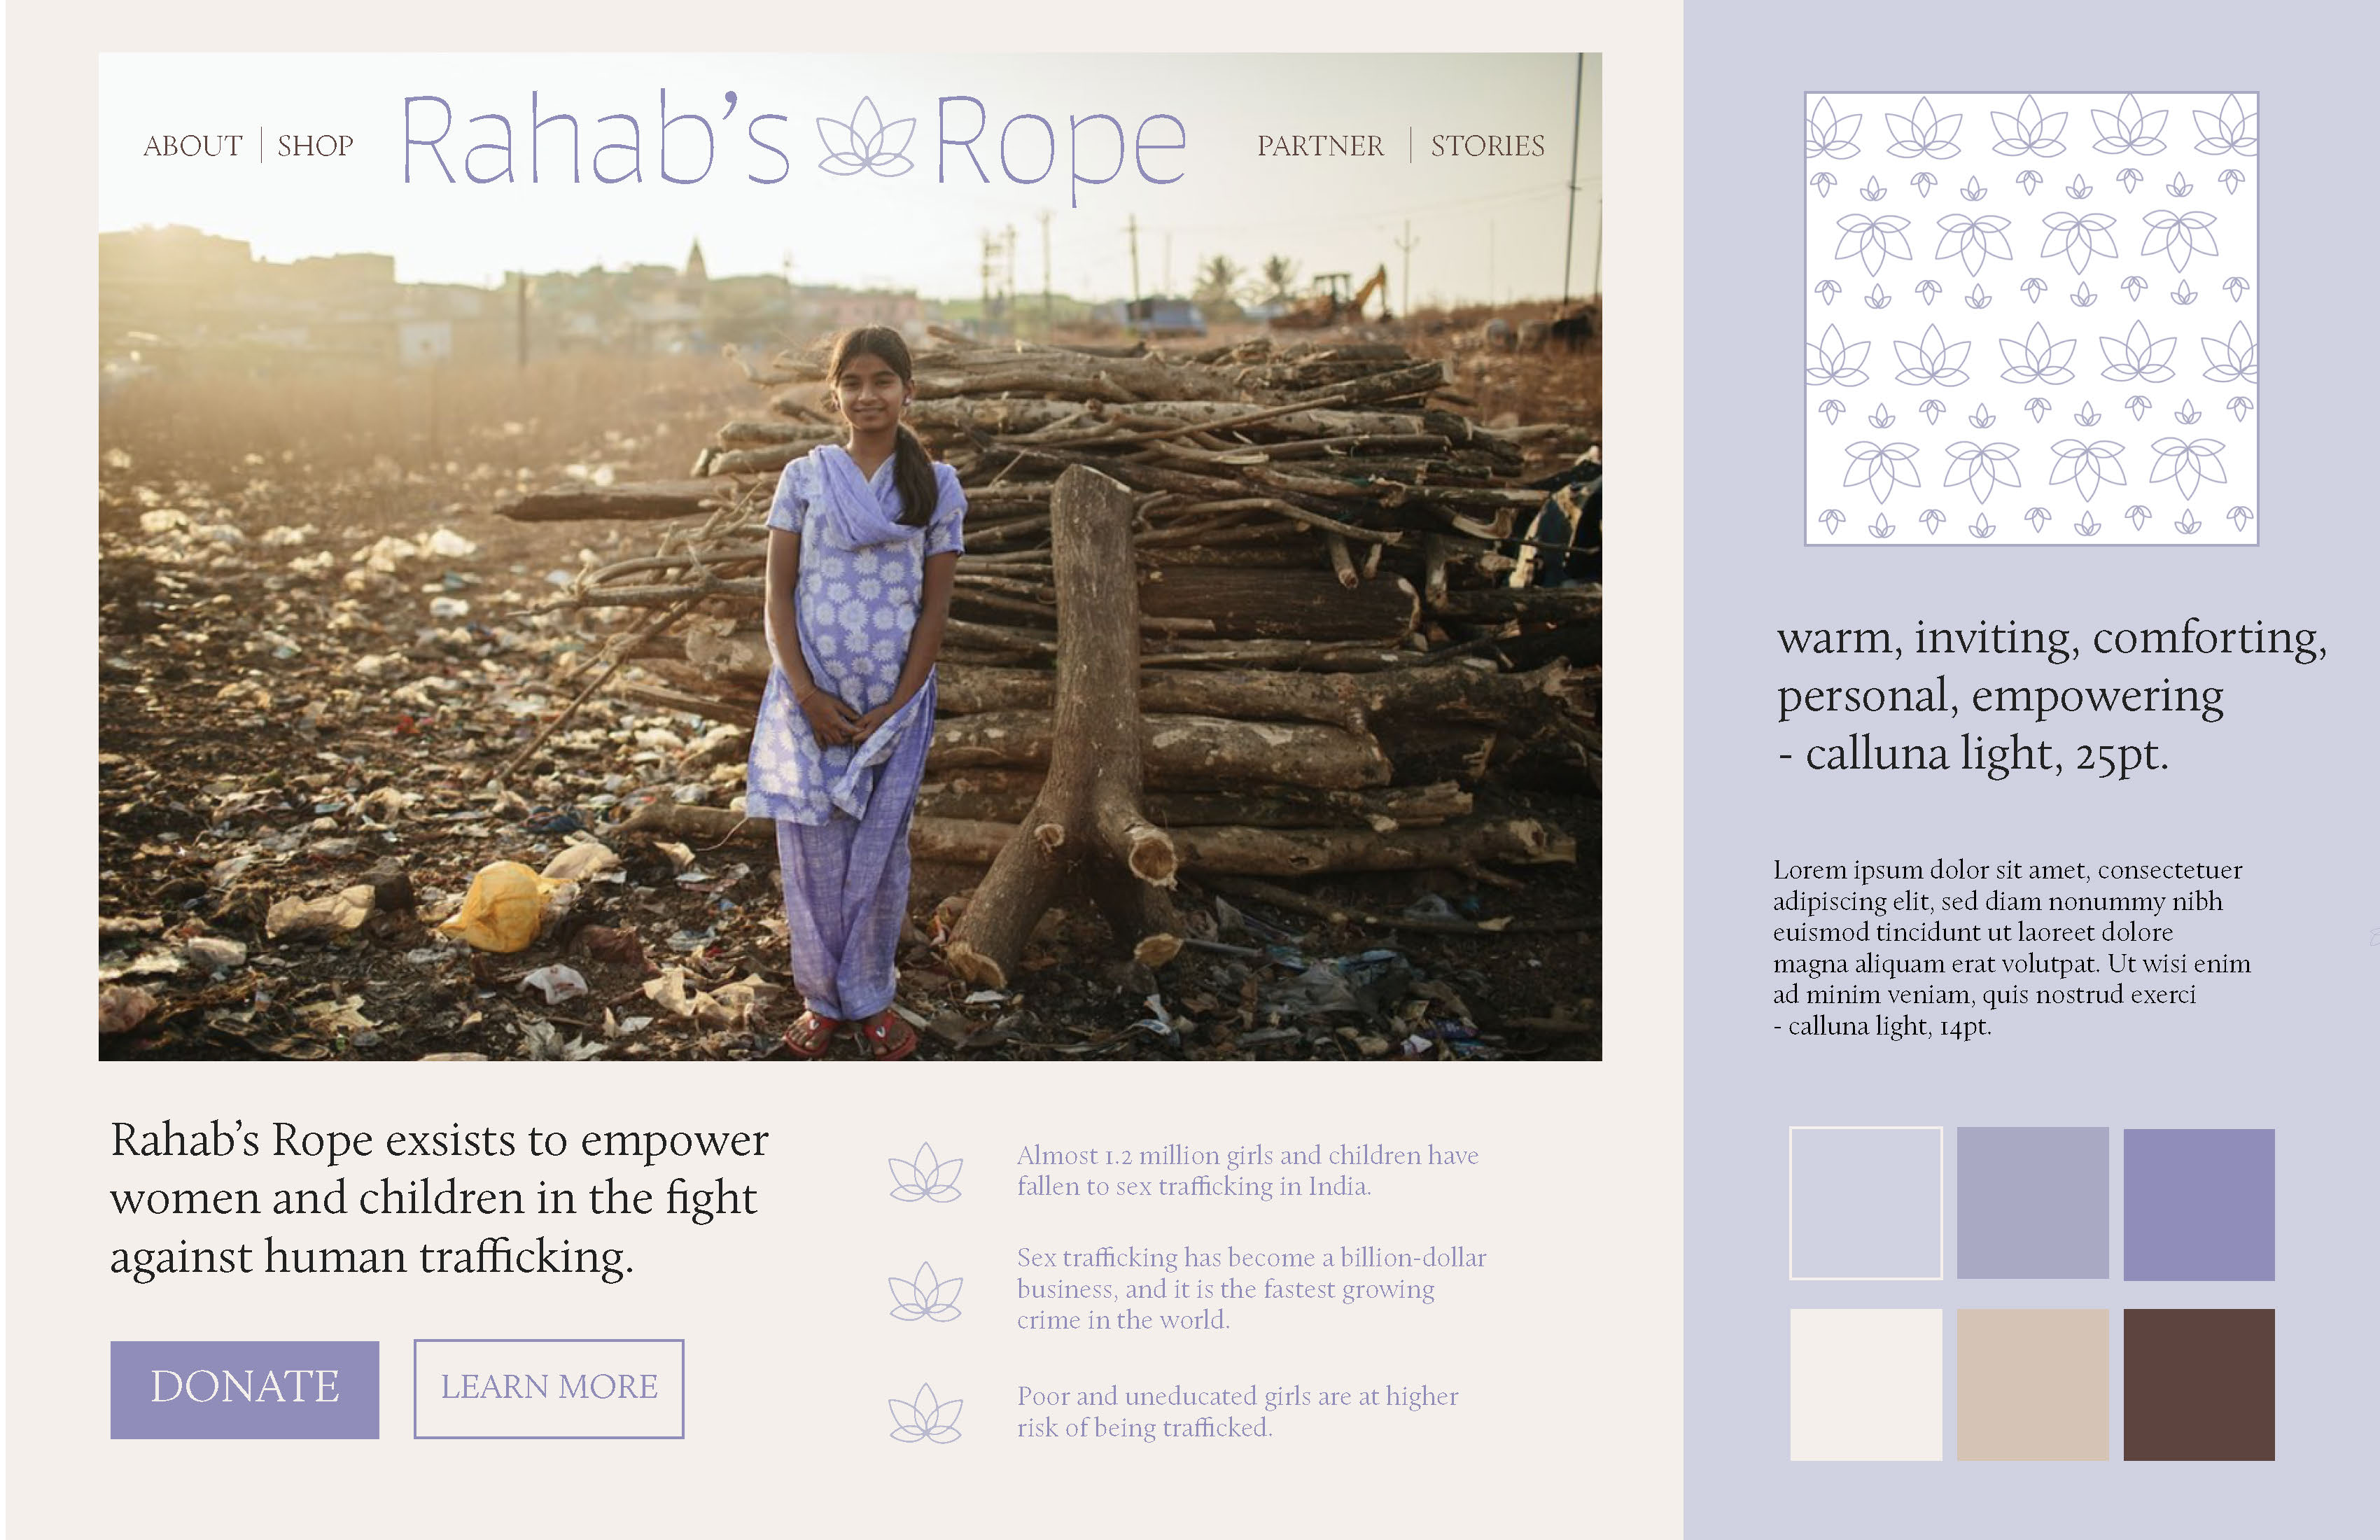 ABOUT | SHOP
Rahab's Rope
PARTNER | STORIES
Rahab's Rope exsists to empower
women and children in the fight
against human trafficking.
DONATE
LEARN MORE
Almost 1.2 million girls and children have
fallen to sex trafficking in India.
Sex trafficking has become a billion-dollar
business, and it is the fastest growing
crime in the world.
Poor and uneducated girls are at higher
risk of being trafficked.
warm, inviting, comforting,
personal, empowering
- calluna light, 25pt.
Lorem ipsum dolor sit amet, consectetuer
adipiscing elit, sed diam nonummy nibh
euismod tincidunt ut laoreet dolore
magna aliquam erat volutpat. Ut wisi enim
ad minim veniam, quis nostrud exerci
- calluna light, 14pt.